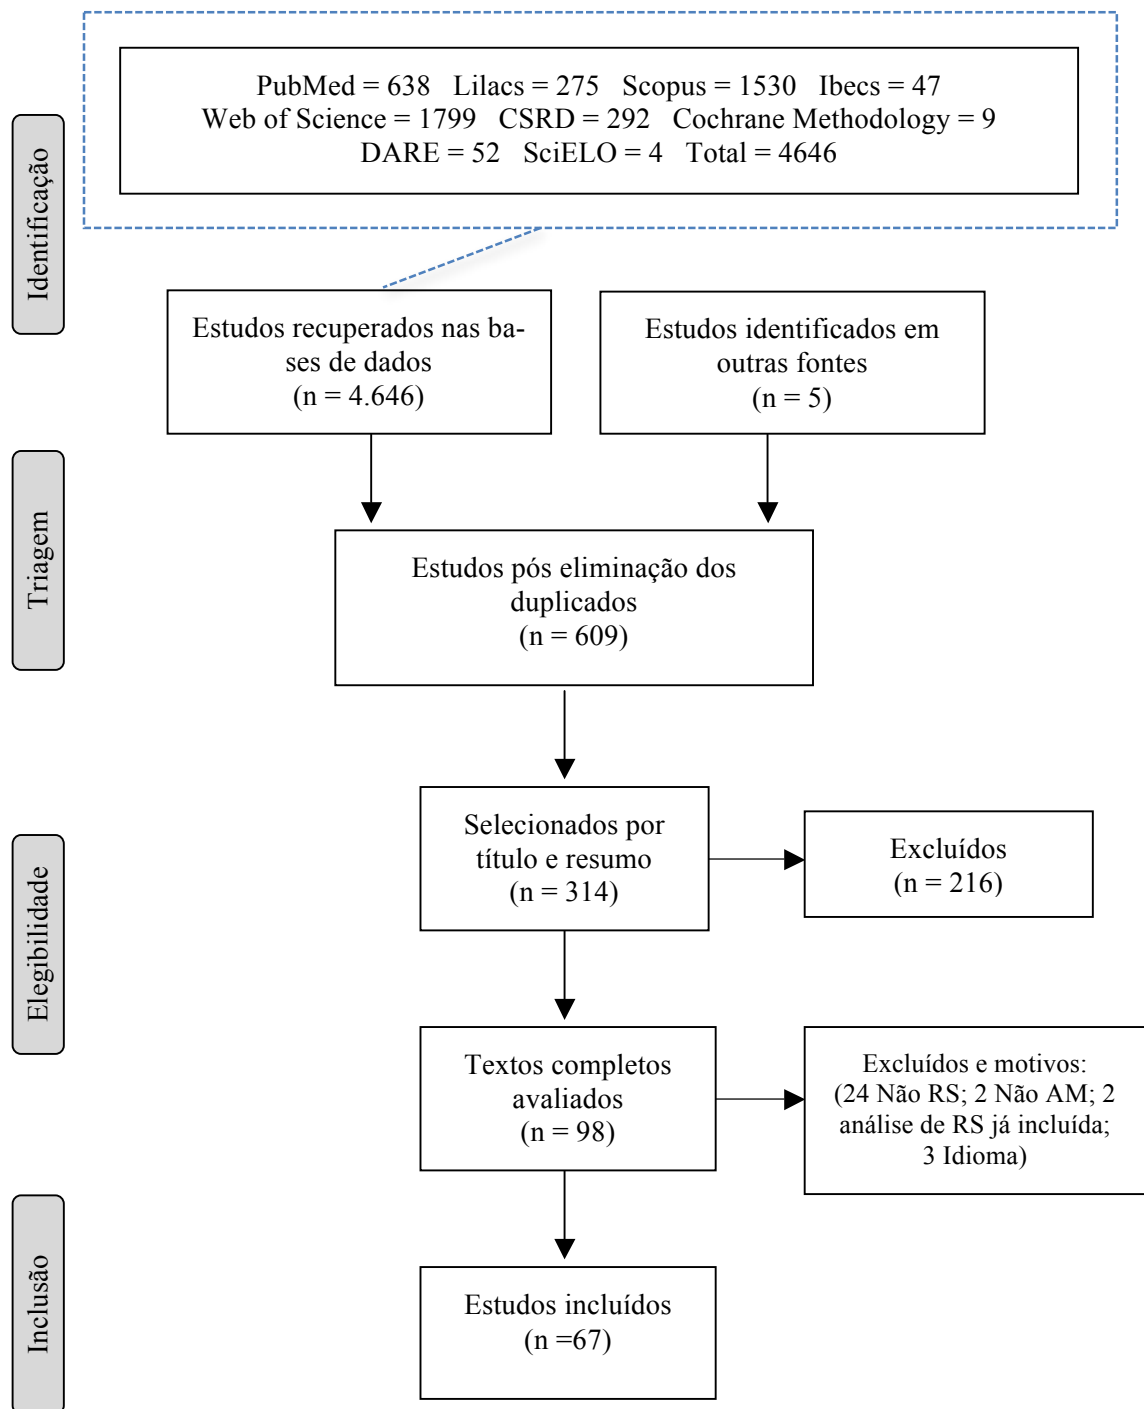 PubMed = 638 Lilacs = 275 Scopus = 1530 Ibecs = 47
Web of Science = 1799 CSRD = 292 Cochrane Methodology = 9
DARE = 52 SciELO = 4 Total = 4646
Identificação
Estudos recuperados nas ba-
ses de dados
(n = 4.646)
Estudos identificados em
outras fontes
(n = 5)
Triagem
Estudos pós eliminação dos
duplicados
(n = 609)
Elegibilidade
Selecionados por
título e resumo
(n = 314)
Excluídos
(n = 216)
Textos completos
avaliados
(n = 98)
Excluídos e motivos:
(24 Não RS; 2 Não AM; 2
análise de RS já incluída;
3 Idioma)
Inclusão
Estudos incluídos
(n =67)